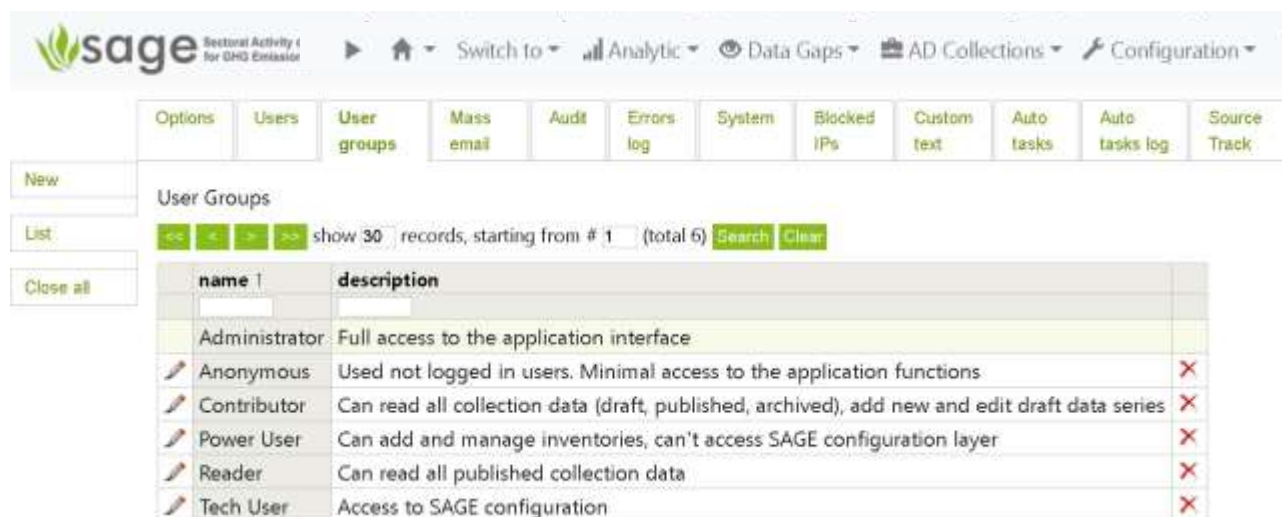 sage Sectoral Activity
for GHG Emission
Switch to Analytic Data Gaps AD Collections Configuration
Options Users User groups Mass email Audit Errors log System Blocked IPs Custom text Auto tasks Auto tasks log Source Track
New
List
Close all
User Groups
<< < > >> show 30 records, starting from # 1 (total 6) Search Clear
name ↑ description
Administrator Full access to the application interface
Anonymous Used not logged in users. Minimal access to the application functions
Contributor Can read all collection data (draft, published, archived), add new and edit draft data series
Power User Can add and manage inventories, can't access SAGE configuration layer
Reader Can read all published collection data
Tech User Access to SAGE configuration